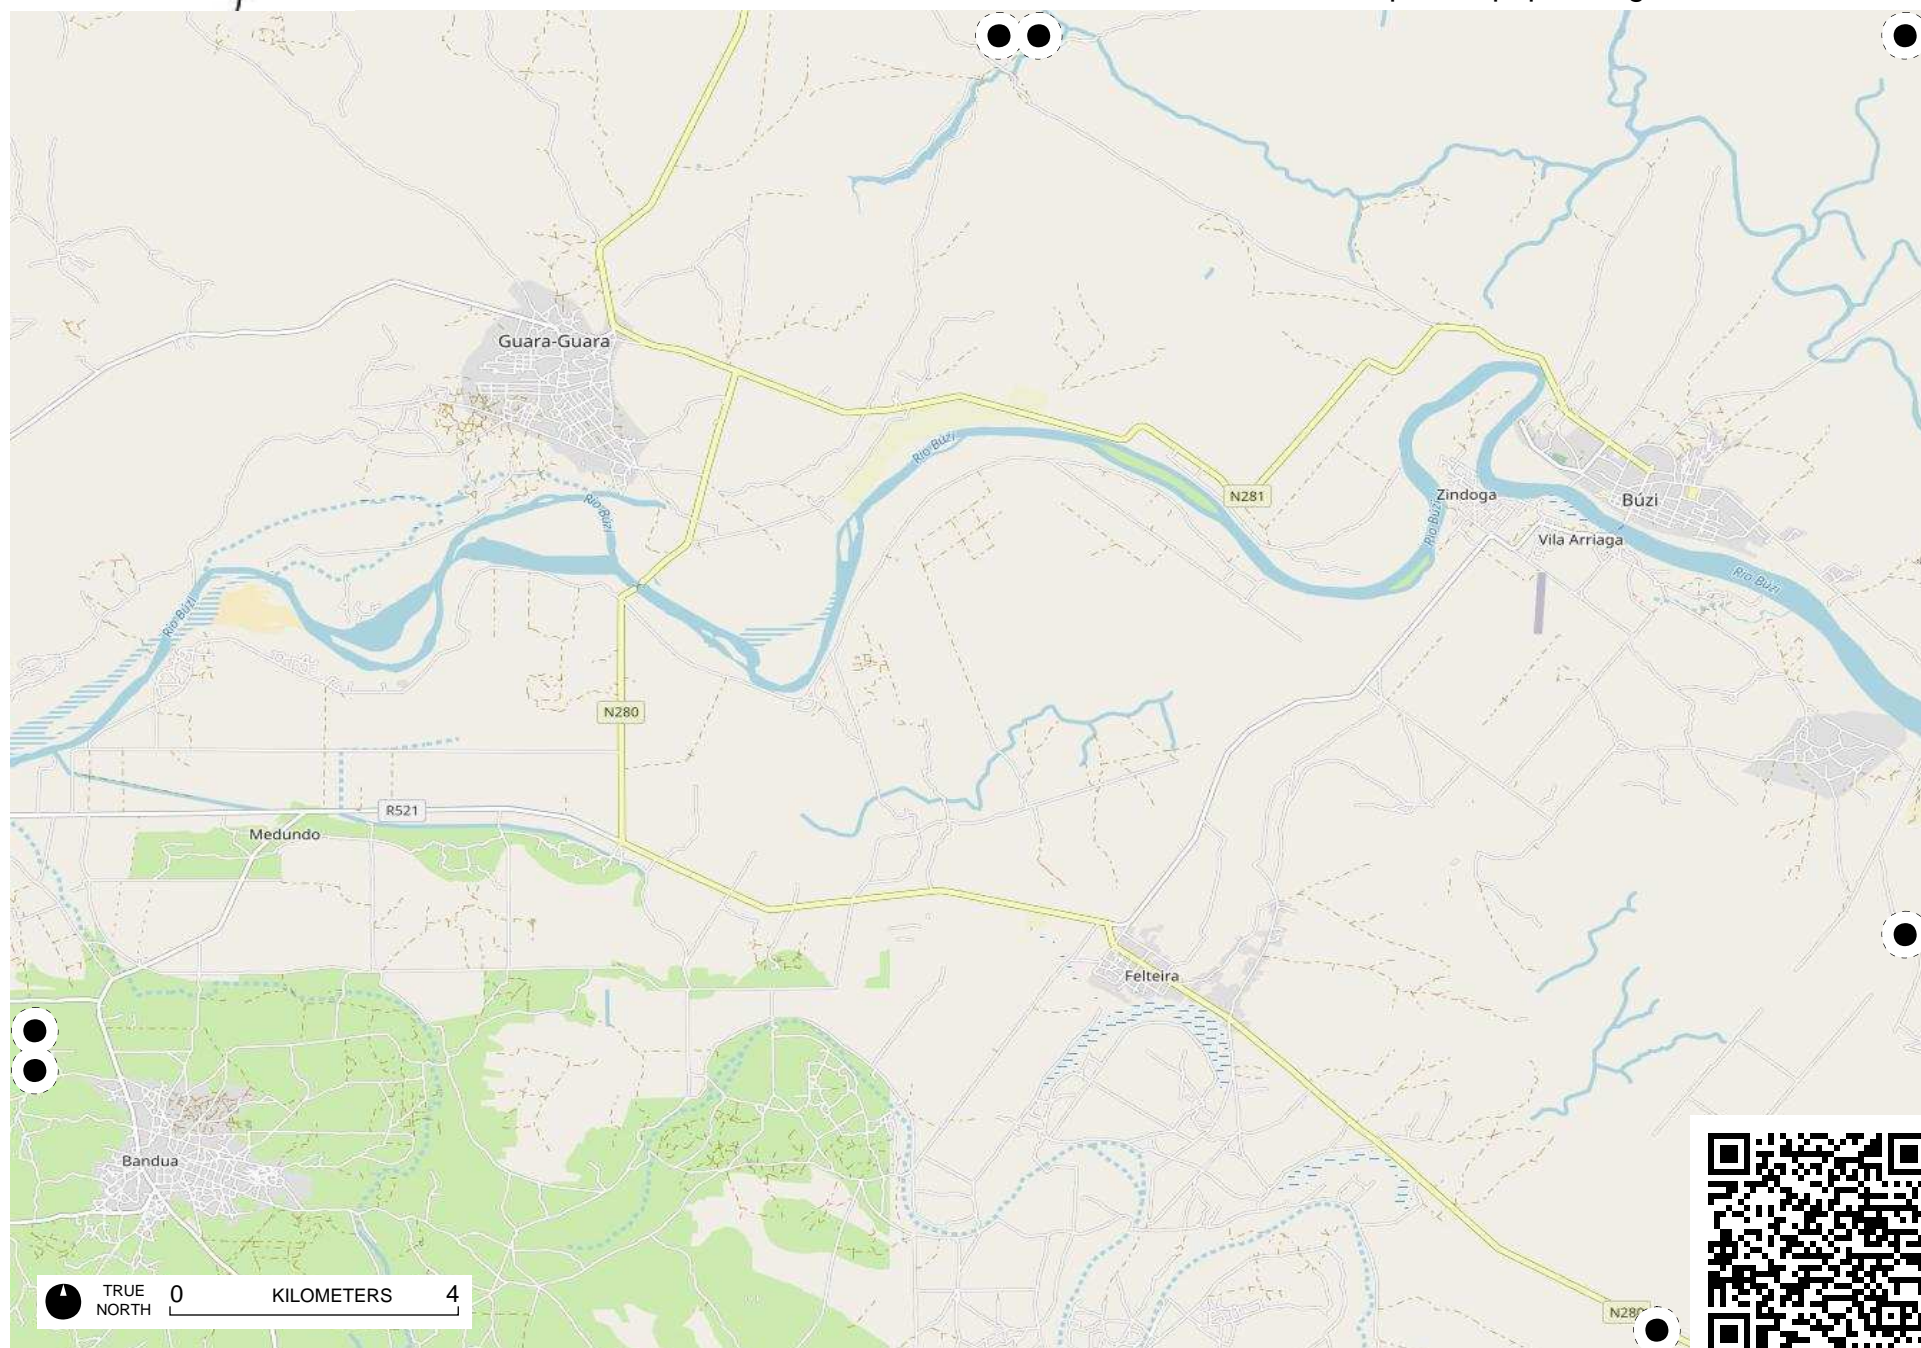 Guara-Guara
Rio Búzi
N281
Zindoga
Búzi
Rio Búzi
Rio Búzi
Vila Arriaga
Rio Búzi
Rio Búzi
N280
R521
Medundo
Felteira
Bandua
TRUE
NORTH
0 KILOMETERS 4
N280